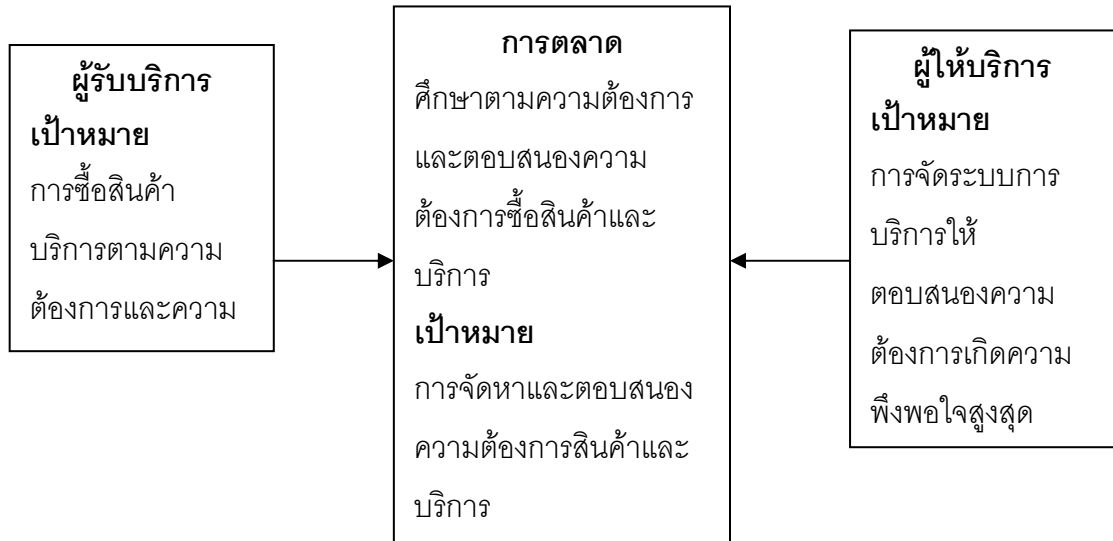 ผู้รับบริการ
เป้าหมาย
การซื้อสินค้า
บริการตามความ
ต้องการและความ
การตลาด
ศึกษาตามความต้องการ
และตอบสนองความ
ต้องการซื้อสินค้าและ
บริการ
เป้าหมาย
การจัดหาและตอบสนอง
ความต้องการสินค้าและ
บริการ
ผู้ให้บริการ
เป้าหมาย
การจัดระบบการ
บริการให้
ตอบสนองความ
ต้องการเกิดความ
พึงพอใจสูงสุด